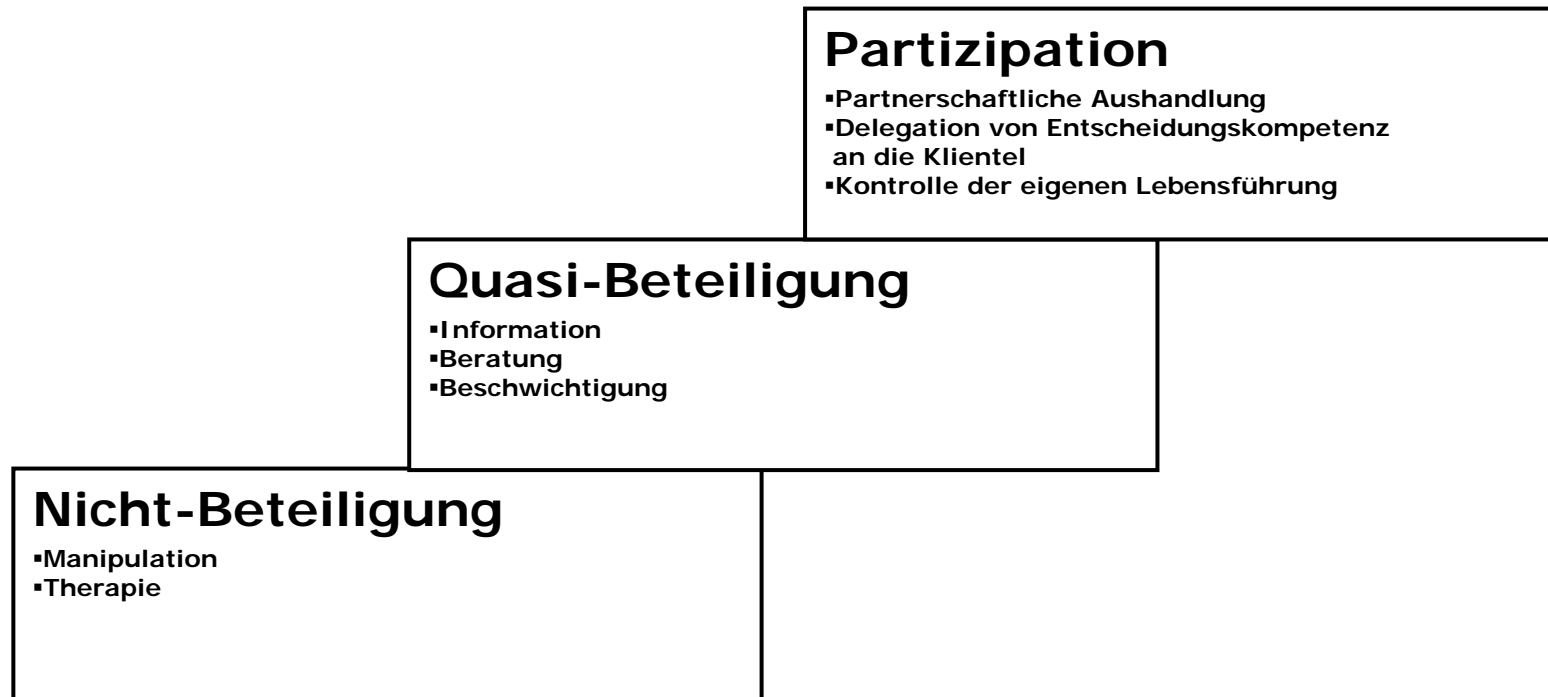 Partizipation
▪Partnerschaftliche Aushandlung
▪Delegation von Entscheidungskompetenz
an die Klientel
▪Kontrolle der eigenen Lebensführung
Quasi-Beteiligung
▪Information
▪Beratung
▪Beschwichtigung
Nicht-Beteiligung
▪Manipulation
▪Therapie